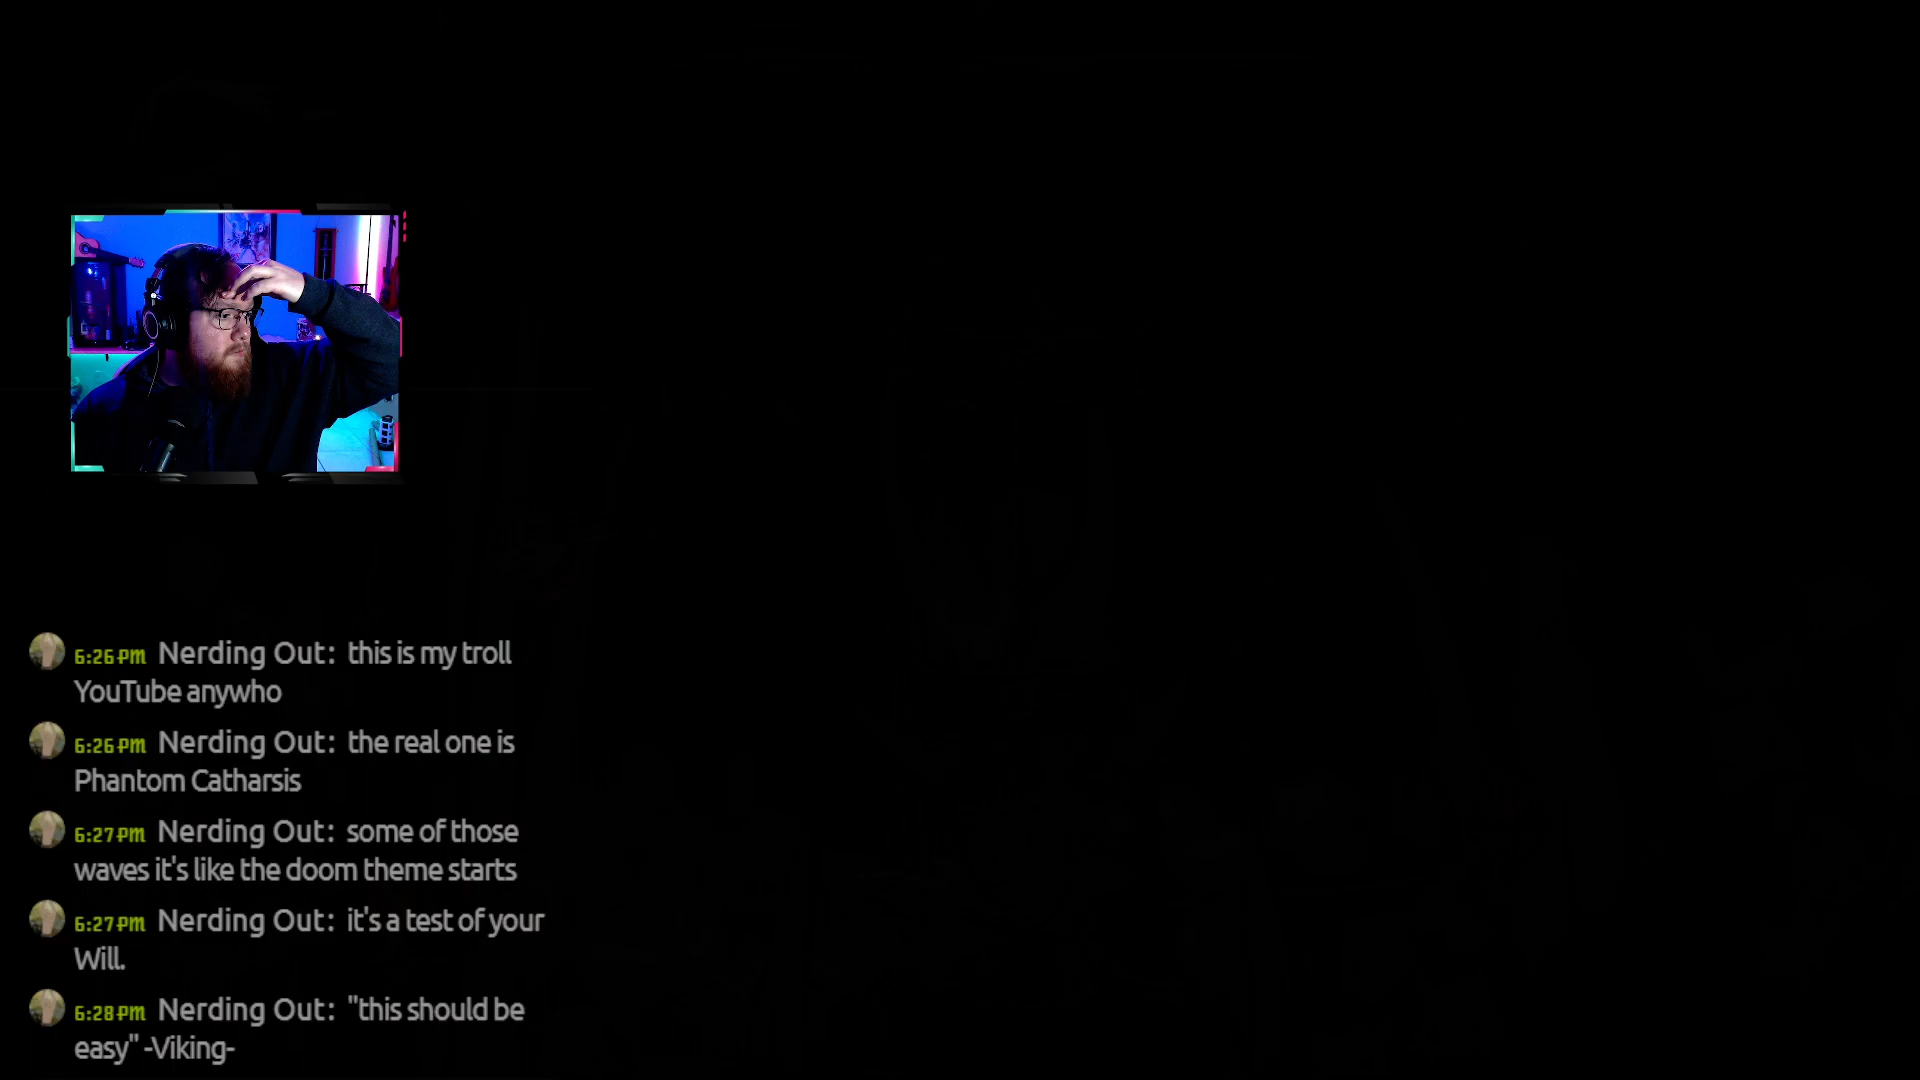 6:26 PM Nerding Out: this is my troll
YouTube anywho
6:26 PM Nerding Out: the real one is
Phantom Catharsis
6:27 PM Nerding Out: some of those
waves it's like the doom theme starts
6:27 PM Nerding Out: it's a test of your
Will.
6:28 PM Nerding Out: "this should be
easy" -Viking-